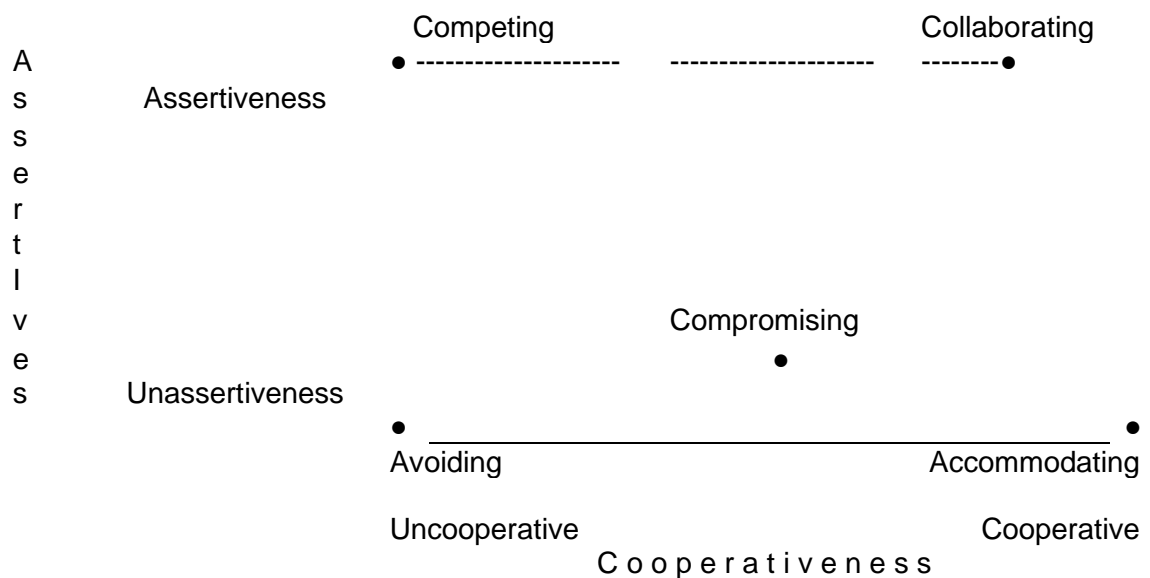 Competing Collaborating
A ● --------------------- --------------------- --------●
s Assertiveness
s
e
r
t
I
v Compromising
e ●
s Unassertiveness
● ●
Avoiding Accommodating
Uncooperative Cooperative
C o o p e r a t i v e n e s s